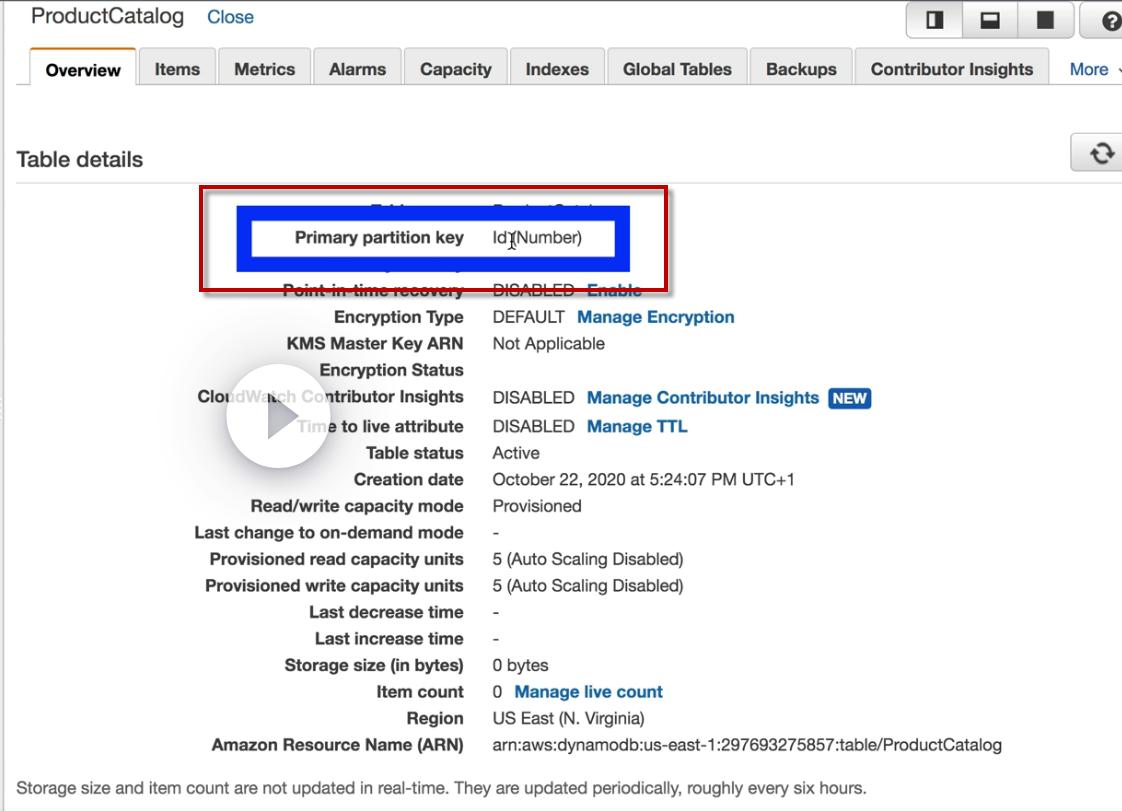 ProductCatalog Close
Overview Items Metrics Alarms Capacity Indexes Global Tables Backups Contributor Insights More
Table details
Primary partition key Id (Number)
Point-in-time recovery DISABLED Enable
Encryption Type DEFAULT Manage Encryption
KMS Master Key ARN Not Applicable
Encryption Status
CloudWatch Contributor Insights DISABLED Manage Contributor Insights NEW
Time to live attribute DISABLED Manage TTL
Table status Active
Creation date October 22, 2020 at 5:24:07 PM UTC+1
Read/write capacity mode Provisioned
Last change to on-demand mode -
Provisioned read capacity units 5 (Auto Scaling Disabled)
Provisioned write capacity units 5 (Auto Scaling Disabled)
Last decrease time -
Last increase time -
Storage size (in bytes) 0 bytes
Item count 0 Manage live count
Region US East (N. Virginia)
Amazon Resource Name (ARN) arn:aws:dynamodb:us-east-1:297693275857:table/ProductCatalog
Storage size and item count are not updated in real-time. They are updated periodically, roughly every six hours.